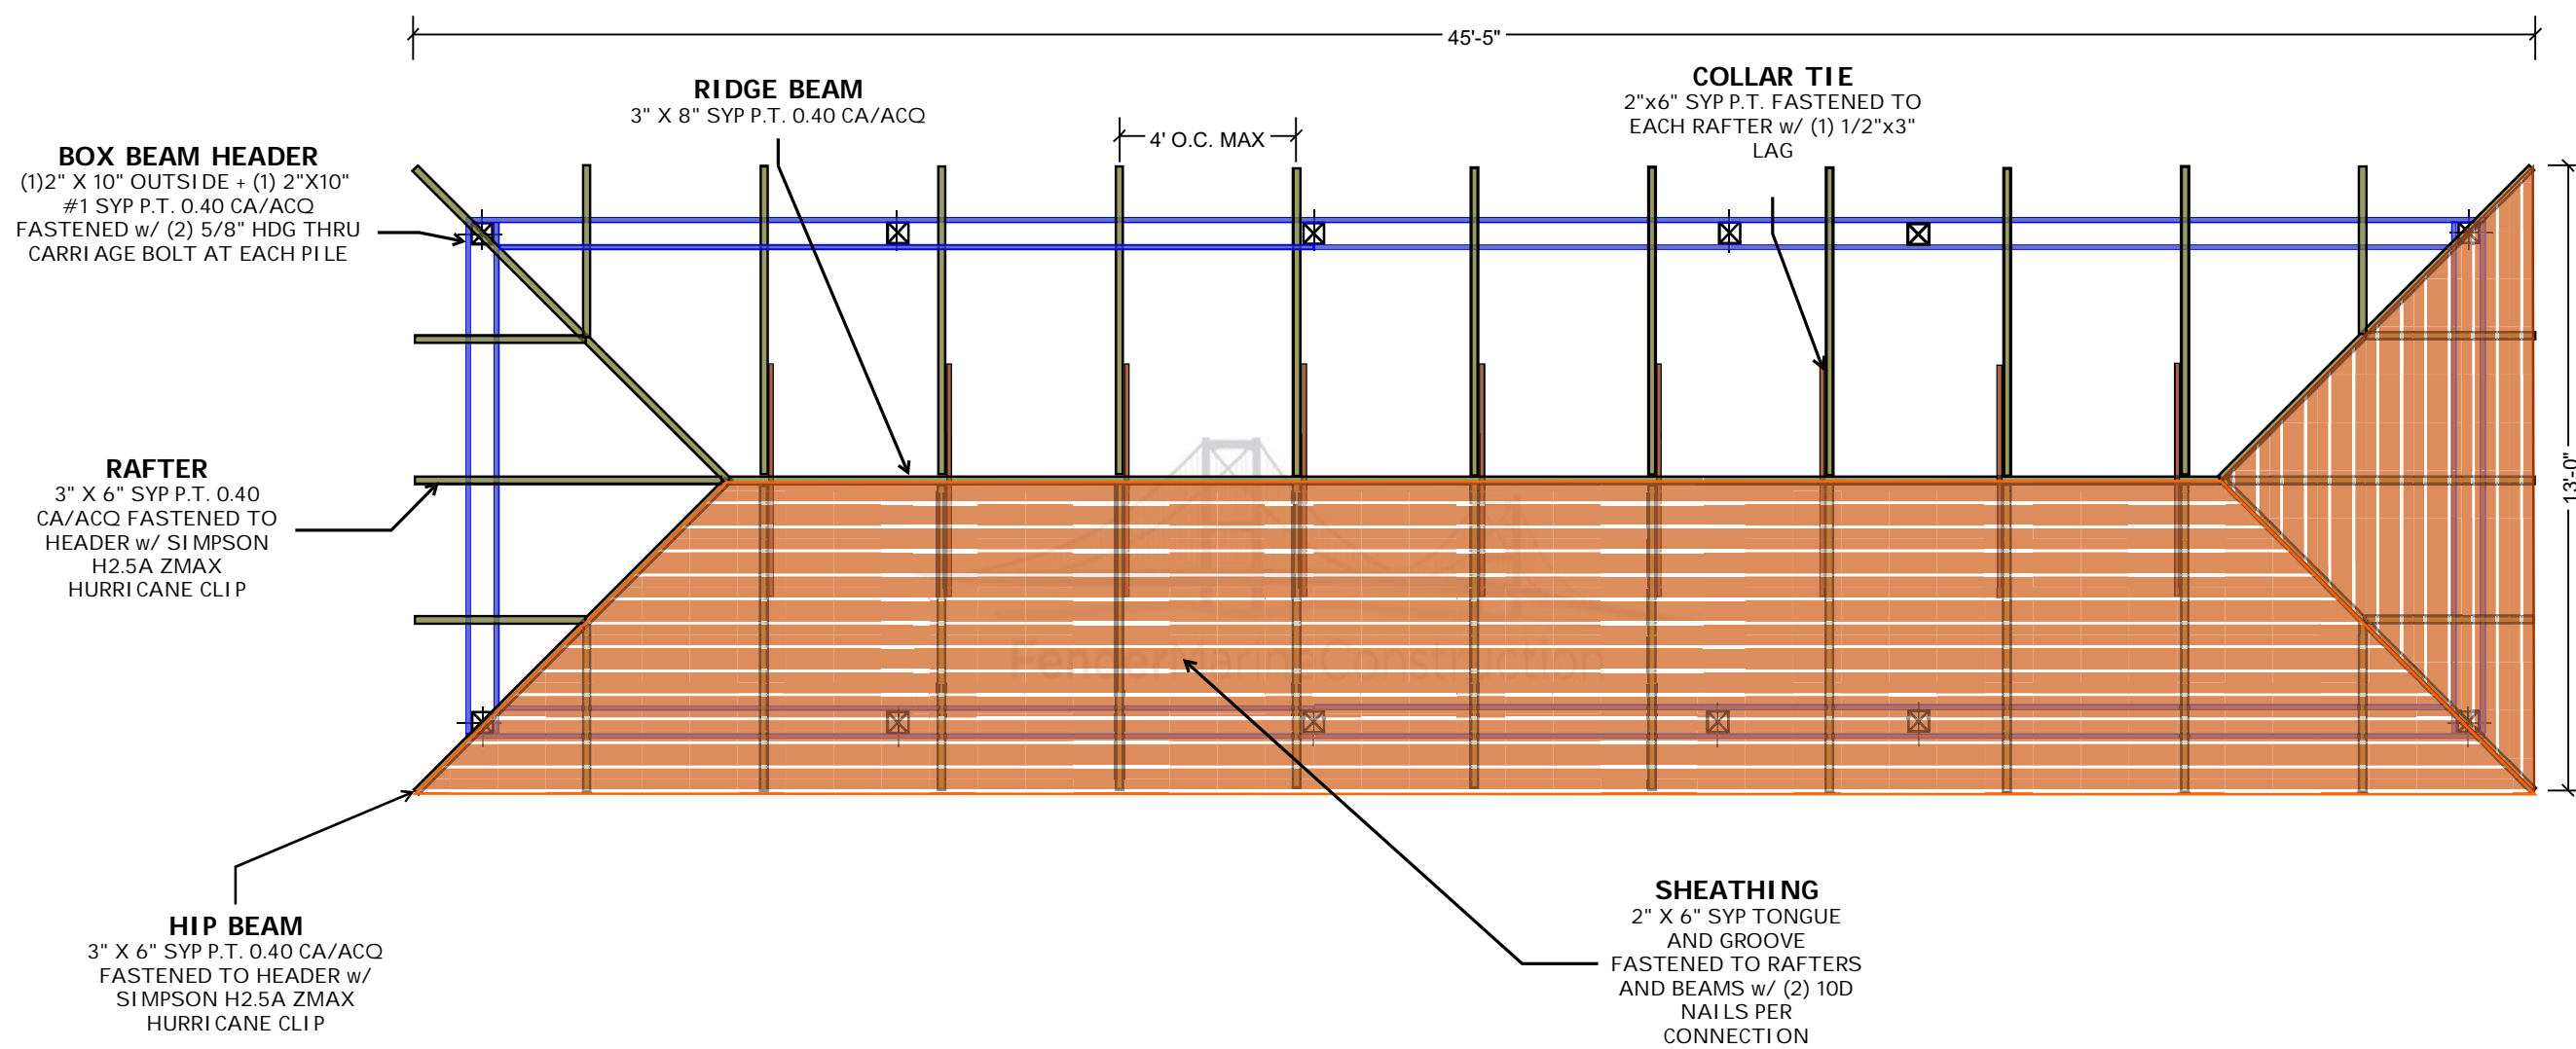 45'-5"
RIDGE BEAM
3" X 8" SYP P.T. 0.40 CA/ACQ
COLLAR TIE
2"x6" SYP P.T. FASTENED TO
EACH RAFTER w/ (1) 1/2"x3"
LAG
4' O.C. MAX
BOX BEAM HEADER
(1)2" X 10" OUTSIDE + (1) 2"X10"
#1 SYP P.T. 0.40 CA/ACQ
FASTENED w/ (2) 5/8" HDG THRU
CARRIAGE BOLT AT EACH PILE
RAFTER
3" X 6" SYP P.T. 0.40
CA/ACQ FASTENED TO
HEADER w/ SIMPSON
H2.5A ZMAX
HURRICANE CLIP
13'-0"
FenderMarineConstruction
HIP BEAM
3" X 6" SYP P.T. 0.40 CA/ACQ
FASTENED TO HEADER w/
SIMPSON H2.5A ZMAX
HURRICANE CLIP
SHEATHING
2" X 6" SYP TONGUE
AND GROOVE
FASTENED TO RAFTERS
AND BEAMS w/ (2) 10D
NAILS PER
CONNECTION